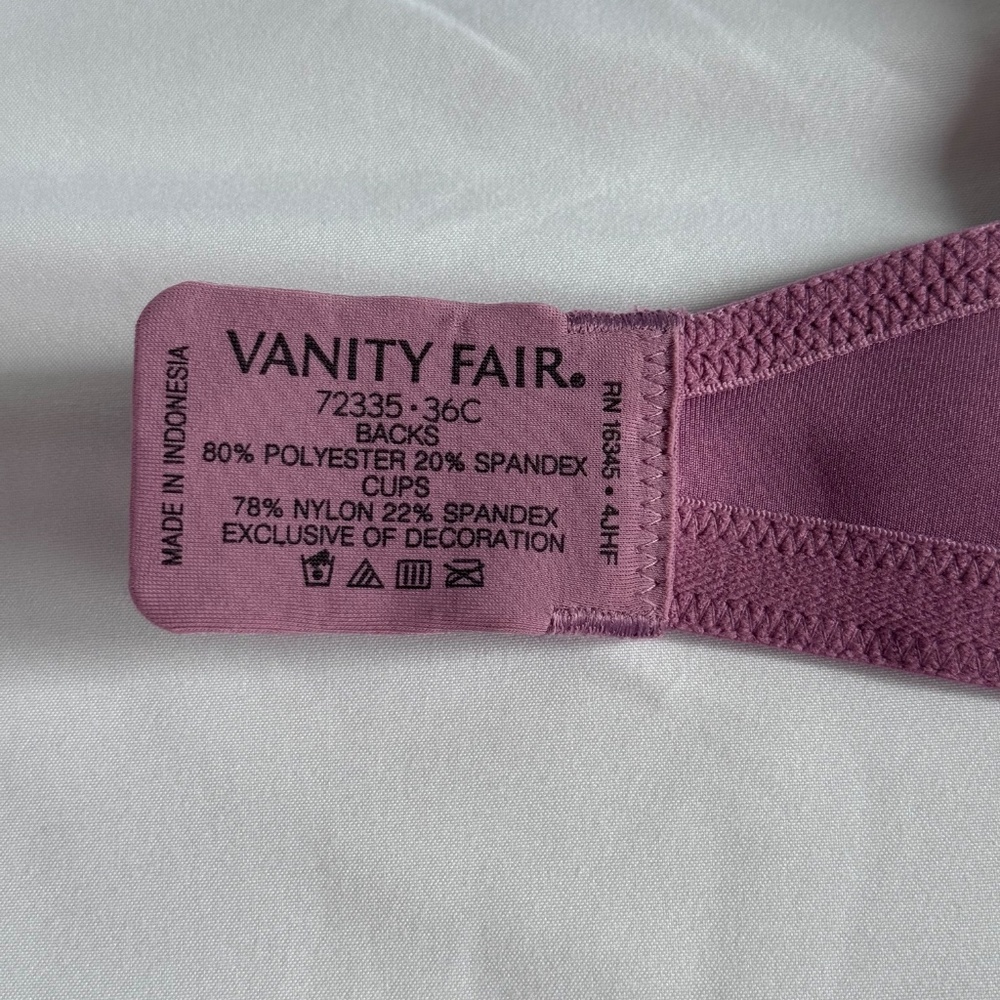 VANITY FAIR®
72335·36C
BACKS
80% POLYESTER 20% SPANDEX
CUPS
78% NYLON 22% SPANDEX
EXCLUSIVE OF DECORATION
MADE IN INDONESIA
RN 16345 • 4JHF